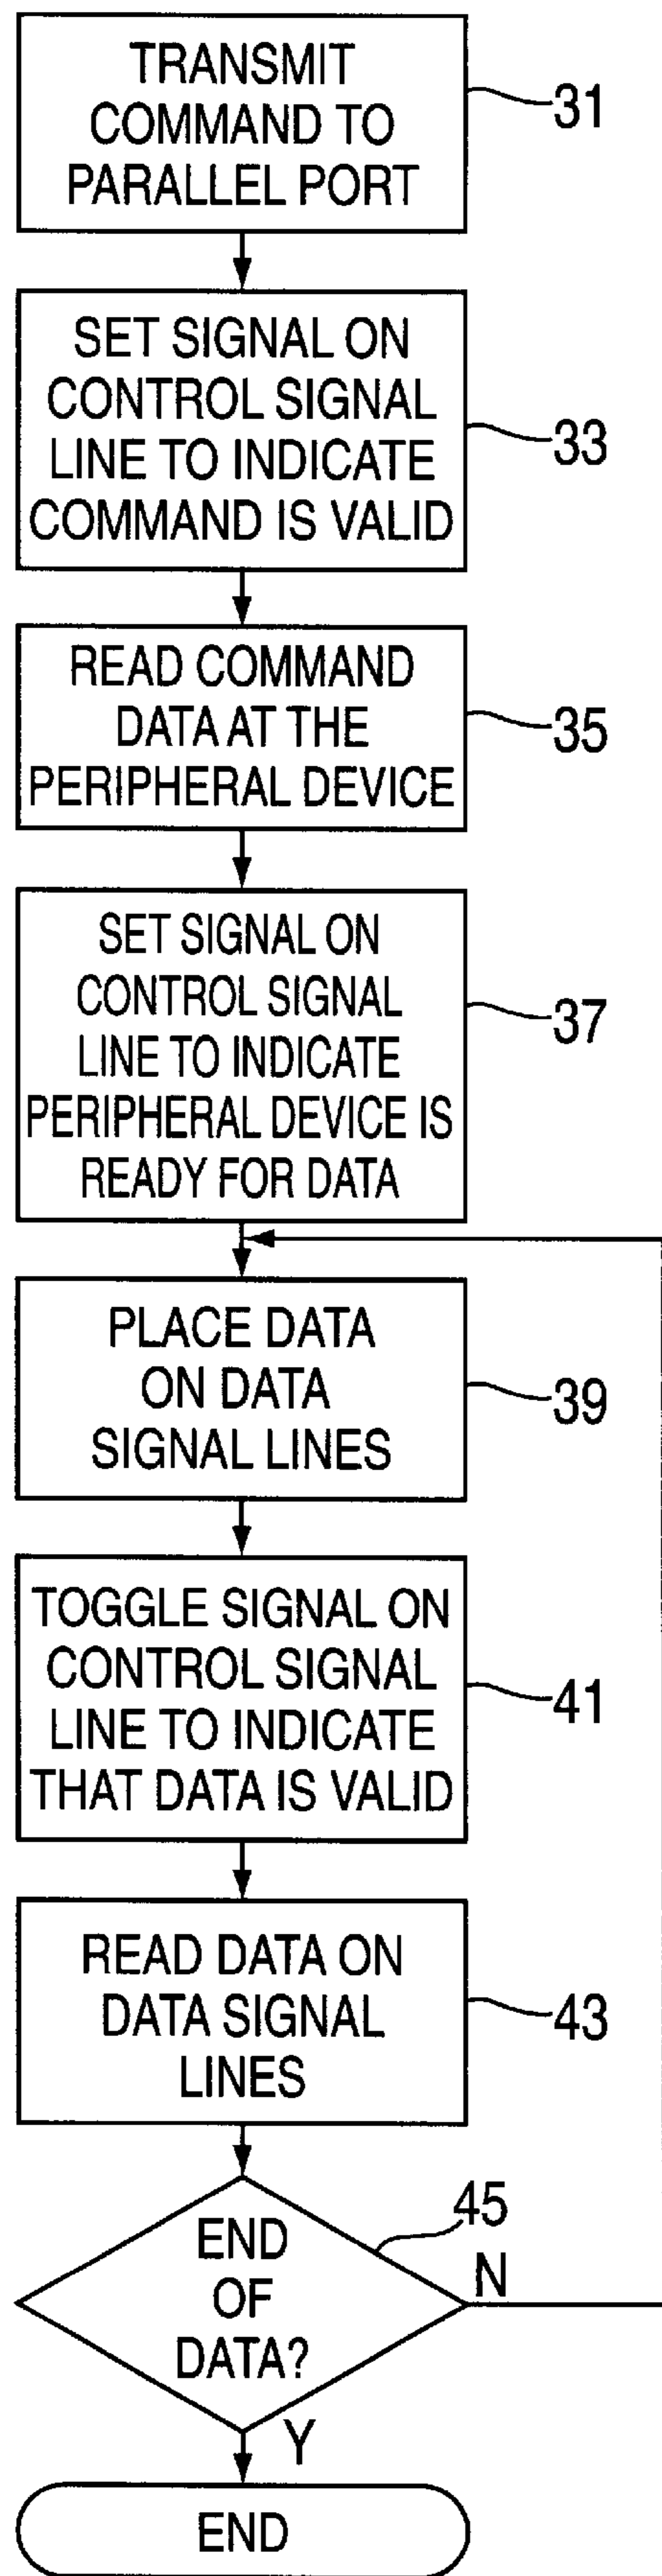 TRANSMIT
COMMAND TO
PARALLEL PORT
31
SET SIGNAL ON
CONTROL SIGNAL
LINE TO INDICATE
COMMAND IS VALID
33
READ COMMAND
DATA AT THE
PERIPHERAL DEVICE
35
SET SIGNAL ON
CONTROL SIGNAL
LINE TO INDICATE
PERIPHERAL DEVICE IS
READY FOR DATA
37
PLACE DATA
ON DATA
SIGNAL LINES
39
TOGGLE SIGNAL ON
CONTROL SIGNAL
LINE TO INDICATE
THAT DATA IS VALID
41
READ DATA ON
DATA SIGNAL
LINES
43
END
OF
DATA?
45
N
Y
END